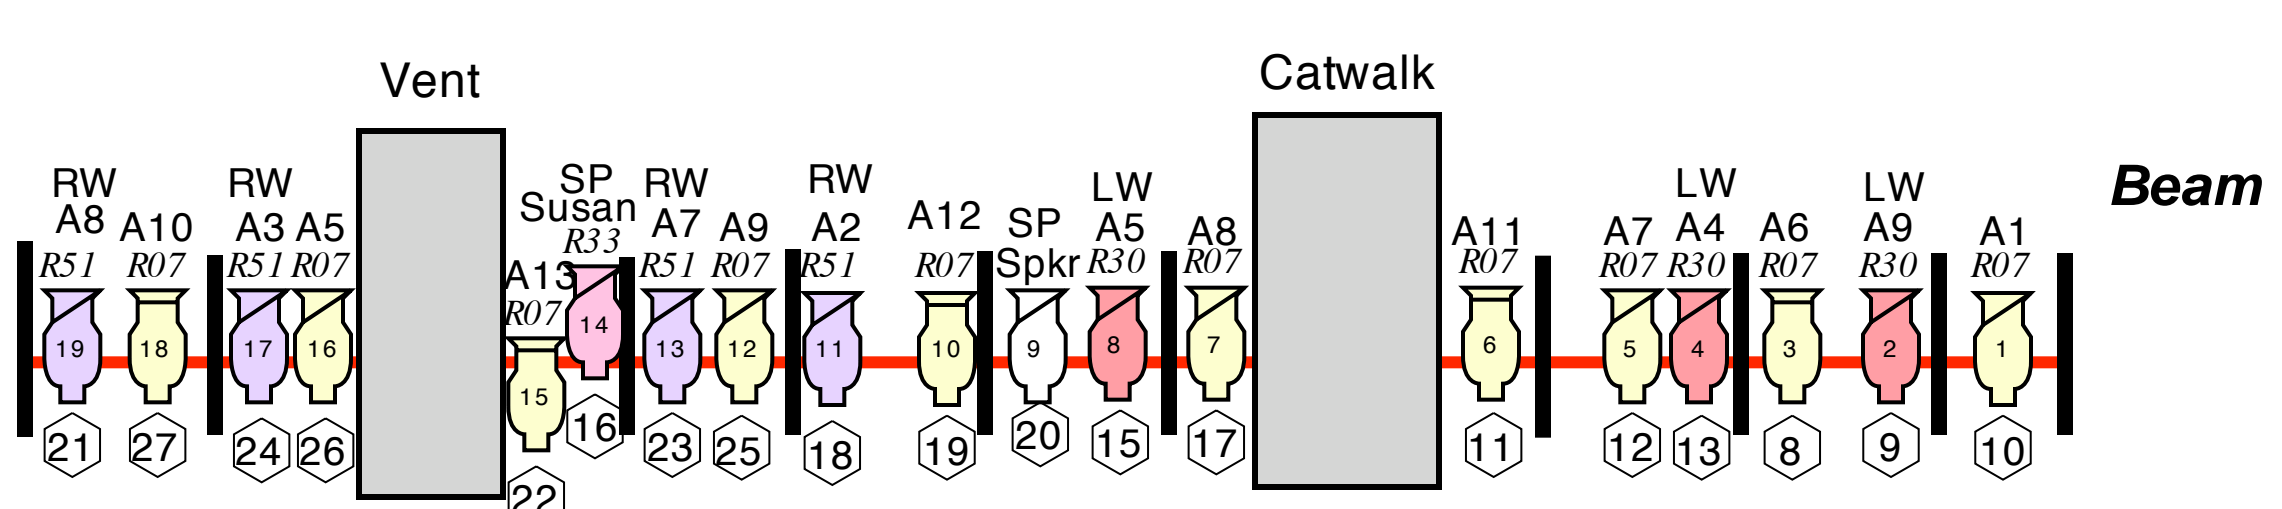 Vent
Catwalk
Beam
RW
A8
R51
19
21
A10
R07
18
27
RW
A3
R51
17
24
A5
R07
16
26
A13
R07
15
22
SP
Susan
R33
14
16
RW
A7
R51
13
23
A9
R07
12
25
RW
A2
R51
11
18
A12
R07
10
19
SP
Spkr
9
20
LW
A5
R30
8
15
A8
R07
7
17
A11
R07
6
11
A7
R07
5
12
LW
A4
R30
4
13
A6
R07
3
8
LW
A9
R30
2
9
A1
R07
1
10